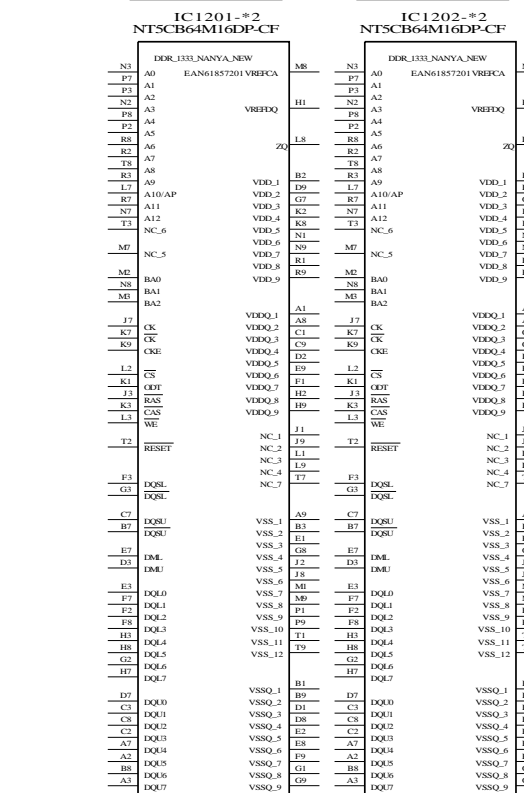 IC1201-*2
NT5CB64M16DP-CF
DDR_1333_NANYA_NEW
EAN61857201
N3 A0
P7 A1
P3 A2
N2 A3
P8 A4
P2 A5
R8 A6
R2 A7
T8 A8
R3 A9
L7 A10/AP
R7 A11
N7 A12
T3 NC_6
M7 NC_5
M2 BA0
N8 BA1
M3 BA2
J7 CK
K7 CK
K9 CKE
L2 CS
K1 ODT
J3 RAS
K3 CAS
L3 WE
T2 RESET
F3 DQSL
G3 DQSL
C7 DQSU
B7 DQSU
E7 DML
D3 DMU
E3 DQL0
F7 DQL1
F2 DQL2
F8 DQL3
H3 DQL4
H8 DQL5
G2 DQL6
H7 DQL7
D7 DQU0
C3 DQU1
C8 DQU2
C2 DQU3
A7 DQU4
A2 DQU5
B8 DQU6
A3 DQU7
VREFCA M8
VREFDQ H1
ZQ L8
VDD_1 B2
VDD_2 D9
VDD_3 G7
VDD_4 K2
VDD_5 K8
VDD_6 N1
VDD_7 N9
VDD_8 R1
VDD_9 R9
VDDQ_1 A1
VDDQ_2 A8
VDDQ_3 C1
VDDQ_4 C9
VDDQ_5 D2
VDDQ_6 E9
VDDQ_7 F1
VDDQ_8 H2
VDDQ_9 H9
NC_1 J1
NC_2 J9
NC_3 L1
NC_4 L9
NC_7 T7
VSS_1 A9
VSS_2 B3
VSS_3 E1
VSS_4 G8
VSS_5 J2
VSS_6 J8
VSS_7 M1
VSS_8 M9
VSS_9 P1
VSS_10 P9
VSS_11 T1
VSS_12 T9
VSSQ_1 B1
VSSQ_2 B9
VSSQ_3 D1
VSSQ_4 D8
VSSQ_5 E2
VSSQ_6 E8
VSSQ_7 F9
VSSQ_8 G1
VSSQ_9 G9
IC1202-*2
NT5CB64M16DP-CF
DDR_1333_NANYA_NEW
EAN61857201
N3 A0
P7 A1
P3 A2
N2 A3
P8 A4
P2 A5
R8 A6
R2 A7
T8 A8
R3 A9
L7 A10/AP
R7 A11
N7 A12
T3 NC_6
M7 NC_5
M2 BA0
N8 BA1
M3 BA2
J7 CK
K7 CK
K9 CKE
L2 CS
K1 ODT
J3 RAS
K3 CAS
L3 WE
T2 RESET
F3 DQSL
G3 DQSL
C7 DQSU
B7 DQSU
E7 DML
D3 DMU
E3 DQL0
F7 DQL1
F2 DQL2
F8 DQL3
H3 DQL4
H8 DQL5
G2 DQL6
H7 DQL7
D7 DQU0
C3 DQU1
C8 DQU2
C2 DQU3
A7 DQU4
A2 DQU5
B8 DQU6
A3 DQU7
VREFCA
VREFDQ
ZQ
VDD_1
VDD_2
VDD_3
VDD_4
VDD_5
VDD_6
VDD_7
VDD_8
VDD_9
VDDQ_1
VDDQ_2
VDDQ_3
VDDQ_4
VDDQ_5
VDDQ_6
VDDQ_7
VDDQ_8
VDDQ_9
NC_1
NC_2
NC_3
NC_4
NC_7
VSS_1
VSS_2
VSS_3
VSS_4
VSS_5
VSS_6
VSS_7
VSS_8
VSS_9
VSS_10
VSS_11
VSS_12
VSSQ_1
VSSQ_2
VSSQ_3
VSSQ_4
VSSQ_5
VSSQ_6
VSSQ_7
VSSQ_8
VSSQ_9